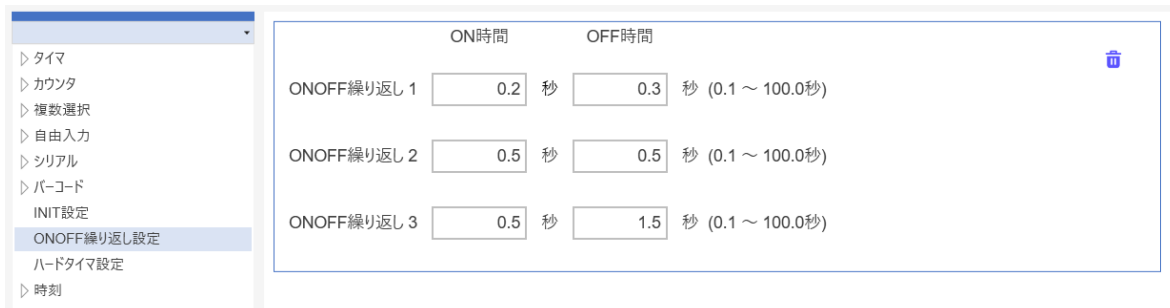 タイマ
カウンタ
複数選択
自由入力
シリアル
バーコード
INIT設定
ONOFF繰り返し設定
ハードタイマ設定
時刻
ON時間 OFF時間
ONOFF繰り返し 1 0.2 秒 0.3 秒 (0.1 ～ 100.0秒)
ONOFF繰り返し 2 0.5 秒 0.5 秒 (0.1 ～ 100.0秒)
ONOFF繰り返し 3 0.5 秒 1.5 秒 (0.1 ～ 100.0秒)